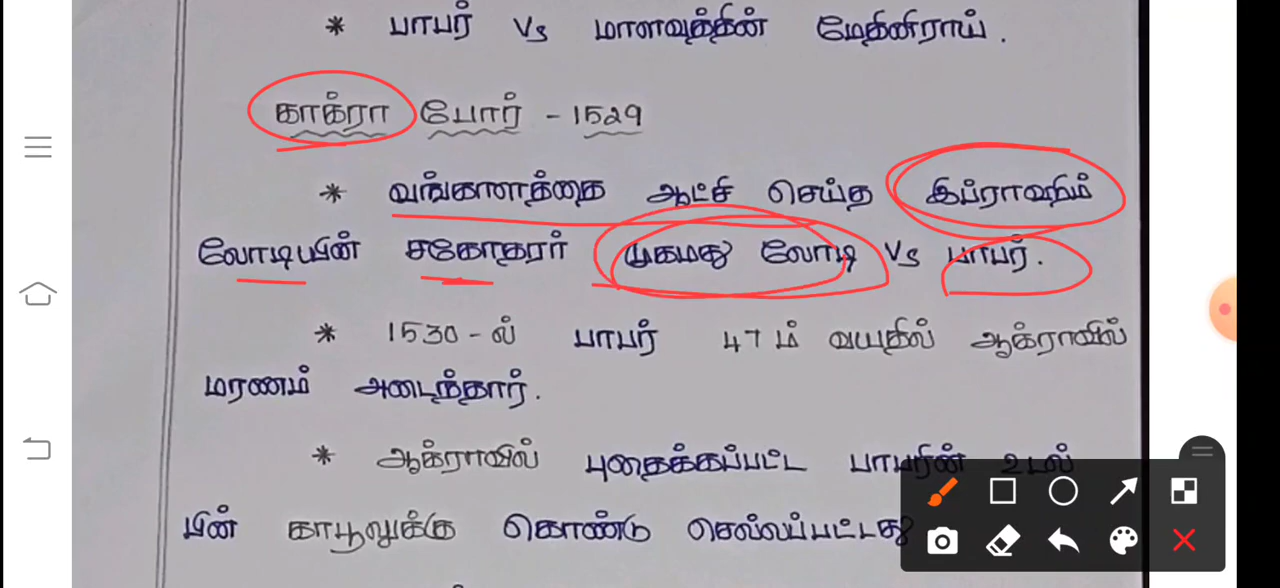 * பாபர் Vs மாளவத்தின் மேதினிராய்.
காக்ரா போர் - 1529
* வங்காளத்தை ஆட்சி செய்த இப்ராஹிம்
லோடியின் சகோதரர் முகமது லோடி Vs பாபர்.
* 1530-ல் பாபர் 47ம் வயதில் ஆக்ராவில்
மரணம் அடைந்தார்.
* ஆக்ராவில் புதைக்கப்பட்ட பாபரின் உடல்
பின் காபூலுக்கு கொண்டு செல்லப்பட்டது